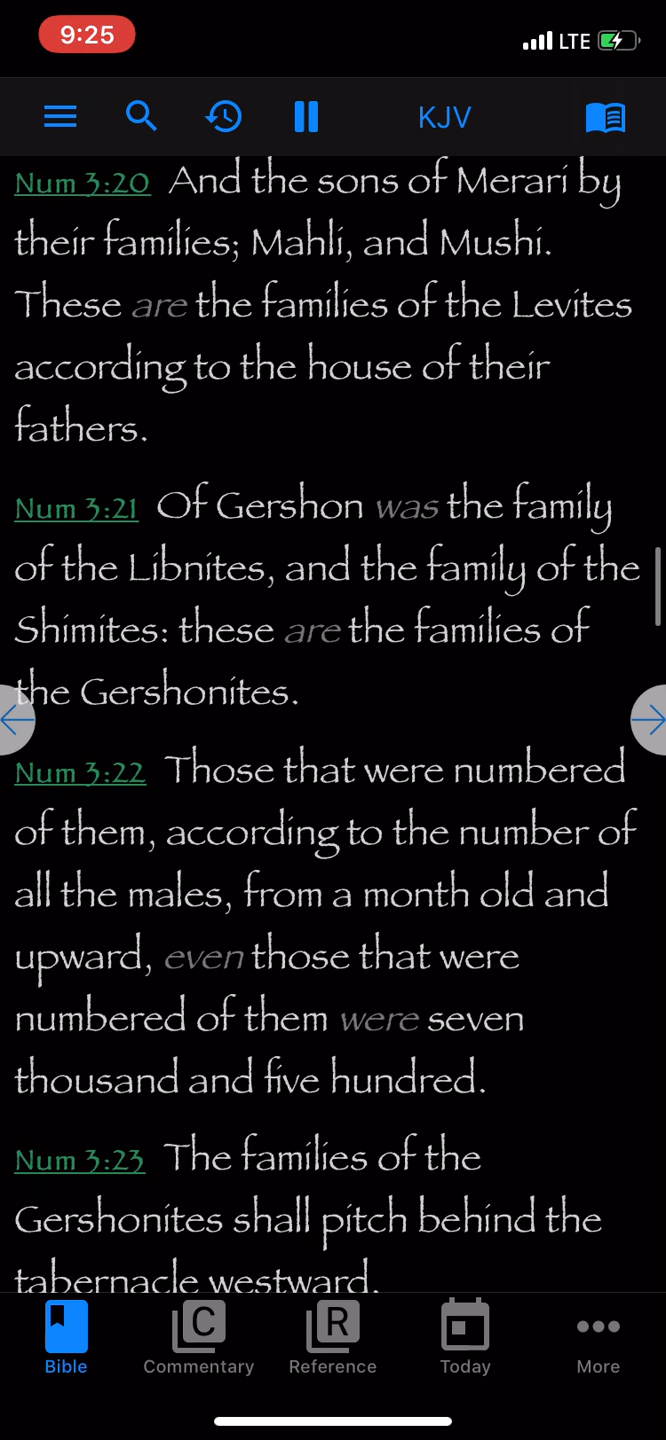 9:25
LTE
KJV
Num 3:20 And the sons of Merari by
their families; Mahli, and Mushi.
These are the families of the Levites
according to the house of their
fathers.
Num 3:21 Of Gershon was the family
of the Libnites, and the family of the
Shimites: these are the families of
the Gershonites.
Num 3:22 Those that were numbered
of them, according to the number of
all the males, from a month old and
upward, even those that were
numbered of them were seven
thousand and five hundred.
Num 3:23 The families of the
Gershonites shall pitch behind the
tabernacle westward.
C
R
Bible
Commentary
Reference
Today
More